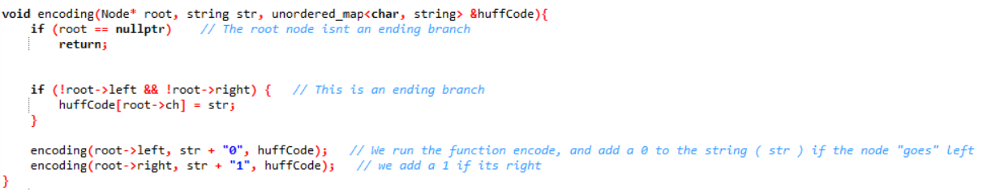 void encoding(Node* root, string str, unordered_map<char, string> &huffCode){
if (root == nullptr) // The root node isnt an ending branch
return;
if (!root->left && !root->right) { // This is an ending branch
huffCode[root->ch] = str;
}
encoding(root->left, str + "0", huffCode); // We run the function encode, and add a 0 to the string ( str ) if the node "goes" left
encoding(root->right, str + "1", huffCode); // we add a 1 if its right
}